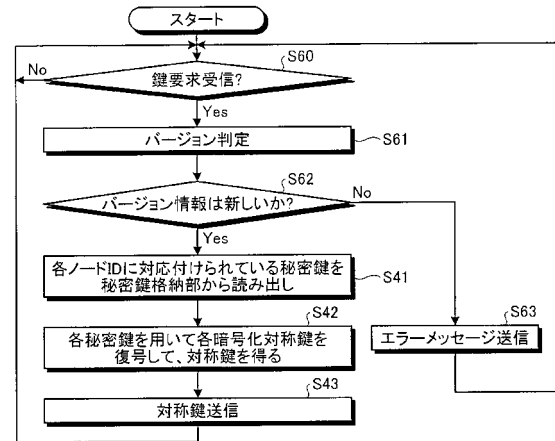 スタート
S60
No
鍵要求受信?
Yes
バージョン判定
S61
S62
No
バージョン情報は新しいか?
Yes
各ノードIDに対応付けられている秘密鍵を
秘密鍵格納部から読み出し
S41
S42
各秘密鍵を用いて各暗号化対称鍵を
復号して、対称鍵を得る
S63
エラーメッセージ送信
S43
対称鍵送信